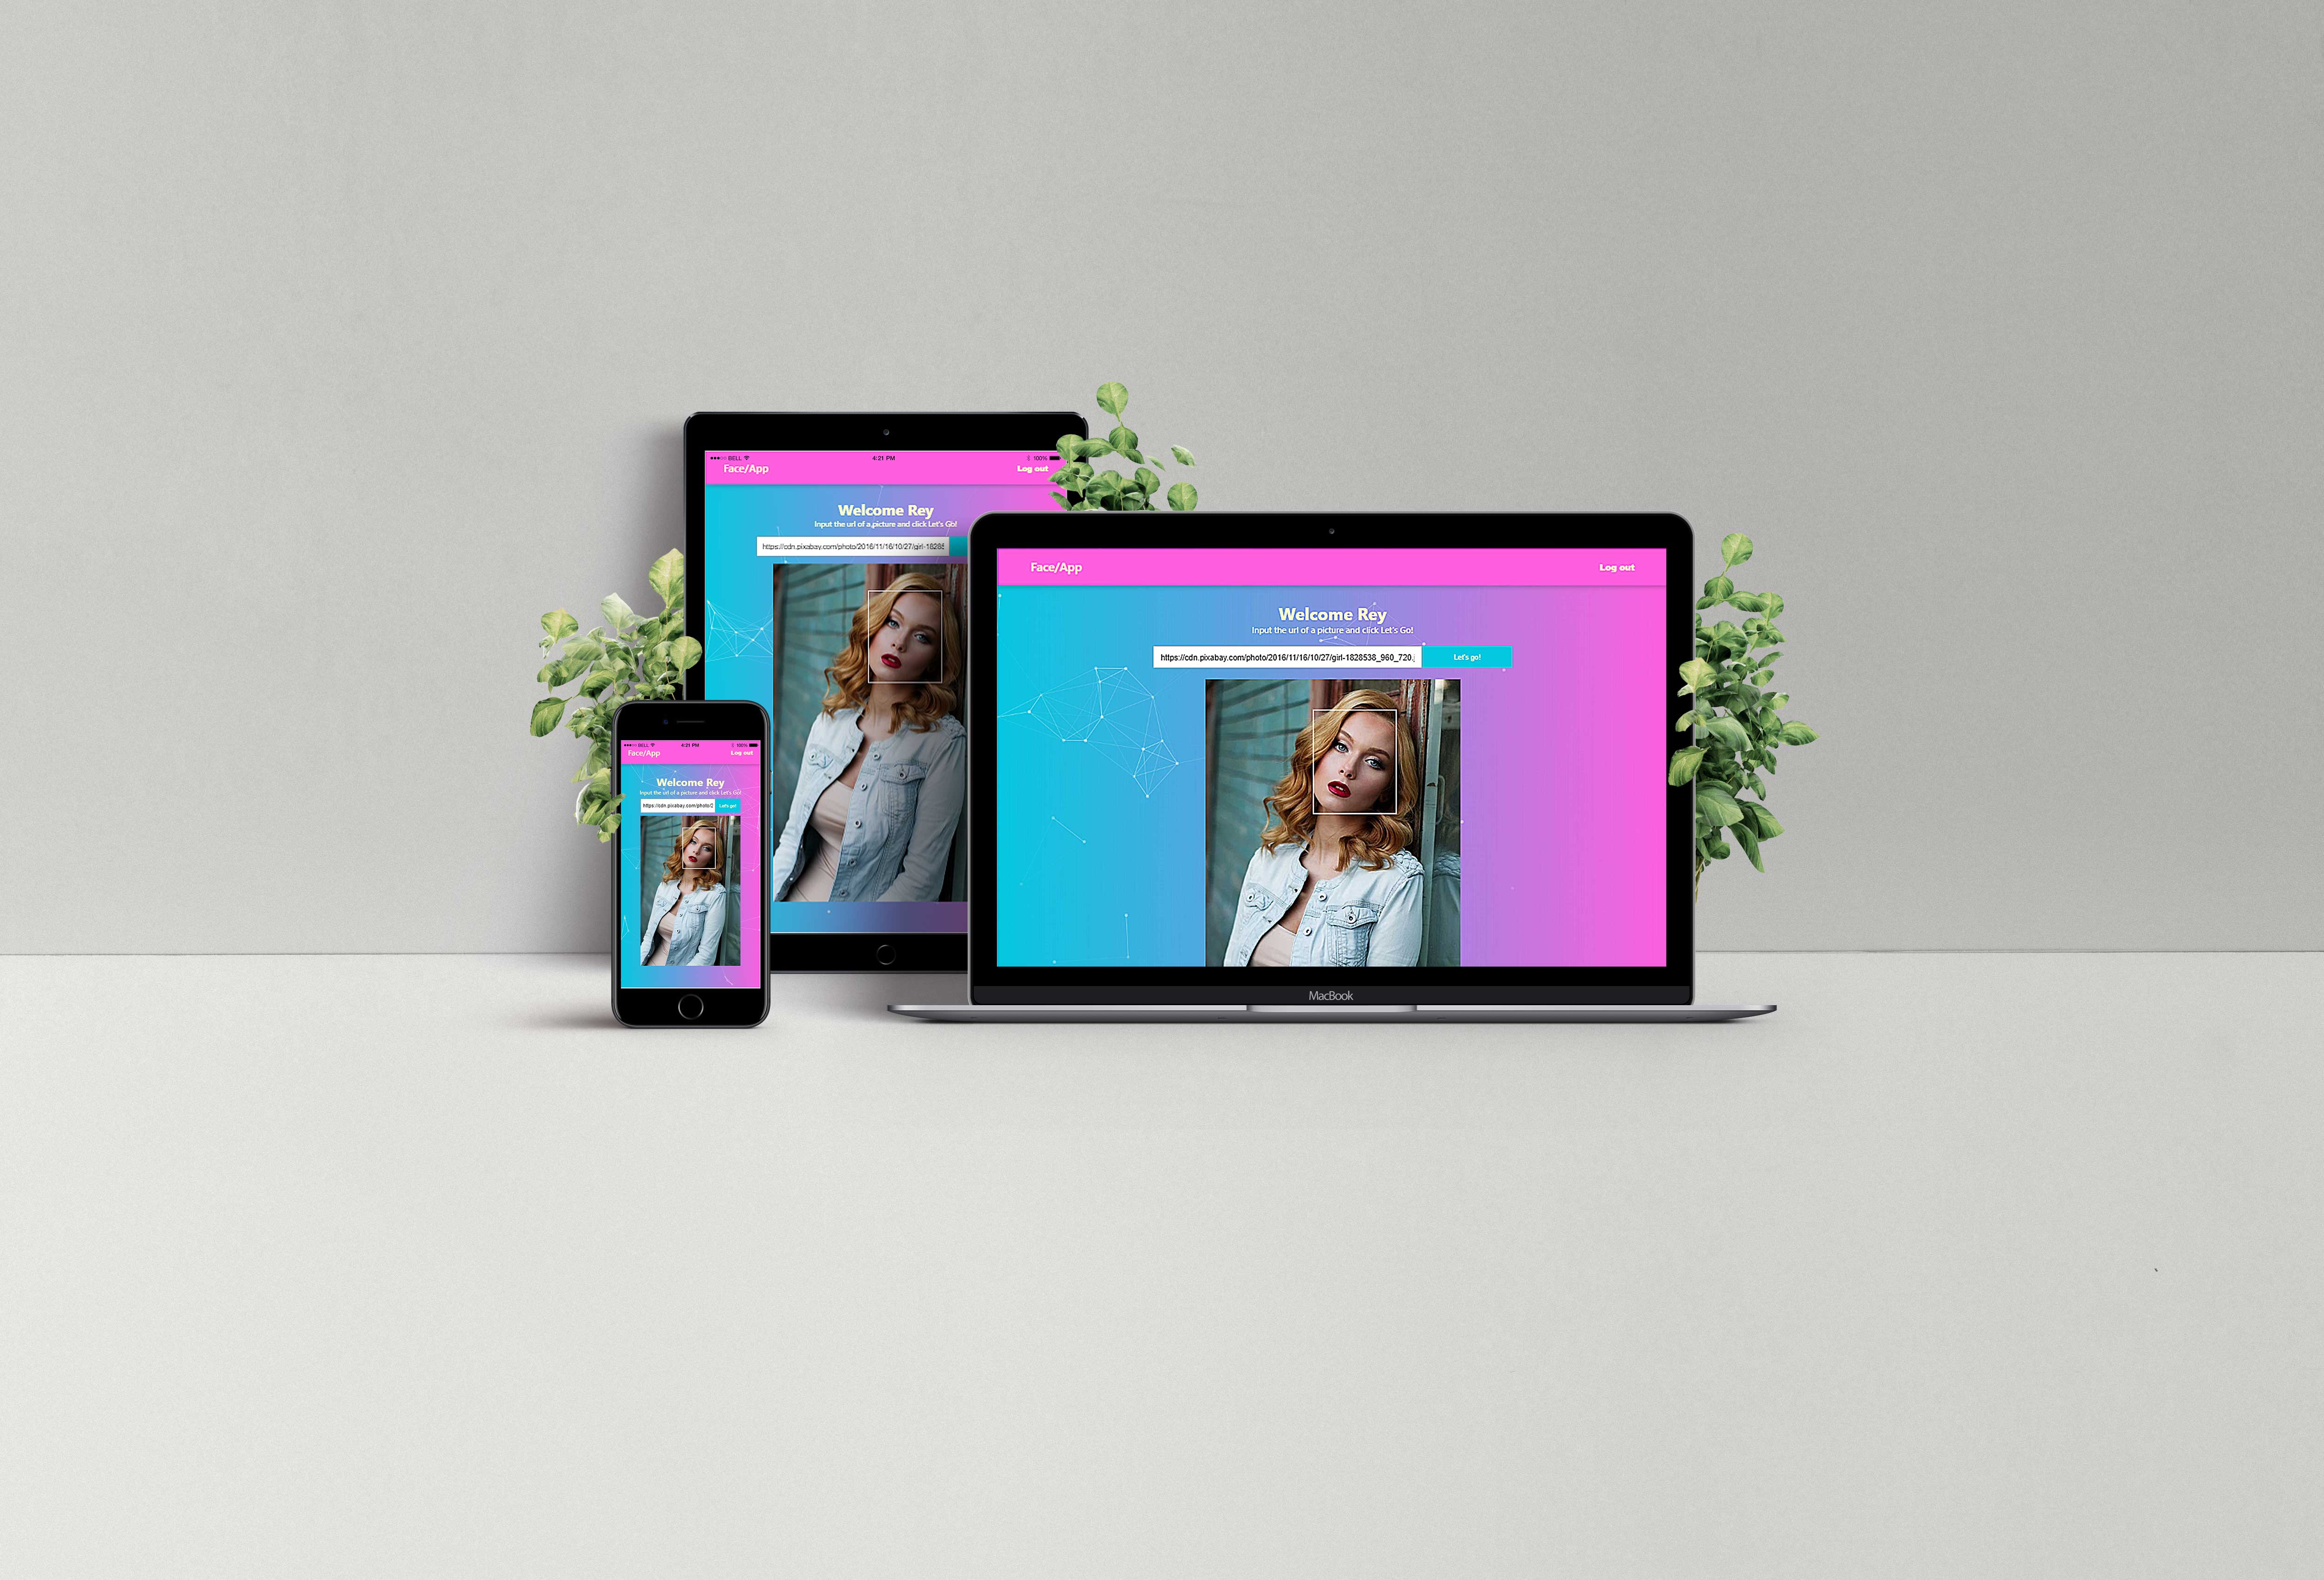 BELL 4:21 PM 100%
Face/App Log out
Welcome Rey
Input the url of a picture and click Let's Go!
https://cdn.pixabay.com/photo/2016/11/16/10/27/girl-18285
Face/App Log out
Welcome Rey
Input the url of a picture and click Let's Go!
https://cdn.pixabay.com/photo/2016/11/16/10/27/girl-1828538_960_720. Let's go!
MacBook
BELL 4:21 PM 100%
Face/App Log out
Welcome Rey
Input the url of a picture and click Let's Go!
https://cdn.pixabay.com/photo/2 Let's go!